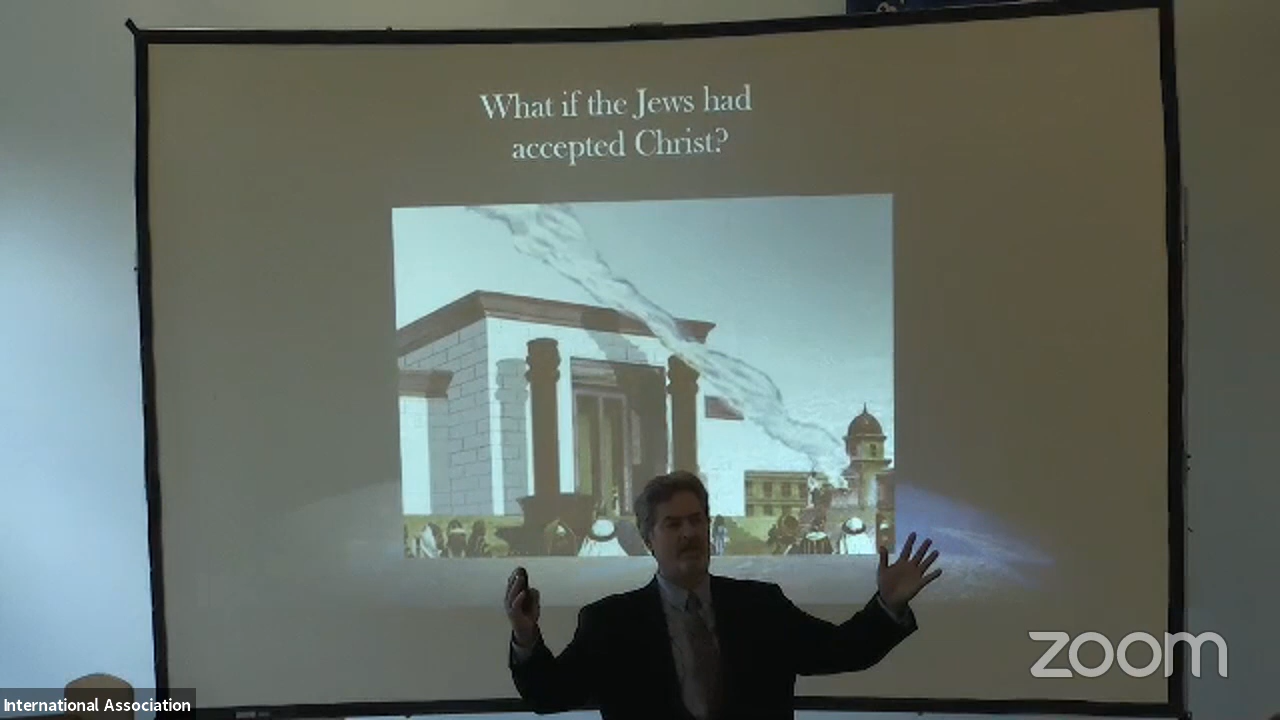 What if the Jews had
accepted Christ?
zoom
International Association